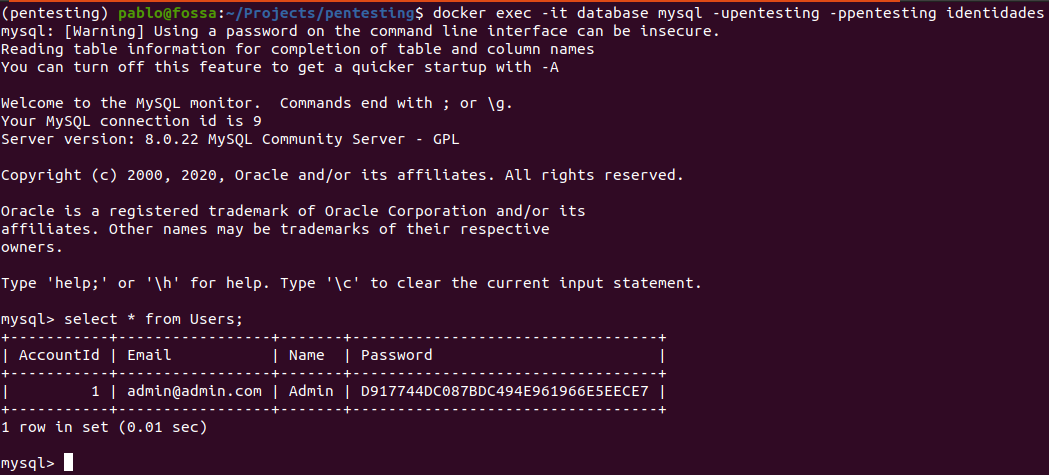 (pentesting) pablo@fossa:~/Projects/pentesting$ docker exec -it database mysql -upentesting -ppentesting identidades
mysql: [Warning] Using a password on the command line interface can be insecure.
Reading table information for completion of table and column names
You can turn off this feature to get a quicker startup with -A

Welcome to the MySQL monitor.  Commands end with ; or \g.
Your MySQL connection id is 9
Server version: 8.0.22 MySQL Community Server - GPL

Copyright (c) 2000, 2020, Oracle and/or its affiliates. All rights reserved.

Oracle is a registered trademark of Oracle Corporation and/or its
affiliates. Other names may be trademarks of their respective
owners.

Type 'help;' or '\h' for help. Type '\c' to clear the current input statement.

mysql> select * from Users;
+-----------+-----------------+-------+----------------------------------+
| AccountId | Email           | Name  | Password                         |
+-----------+-----------------+-------+----------------------------------+
|         1 | admin@admin.com | Admin | D917744DC087BDC494E961966E5EECE7 |
+-----------+-----------------+-------+----------------------------------+
1 row in set (0.01 sec)

mysql>